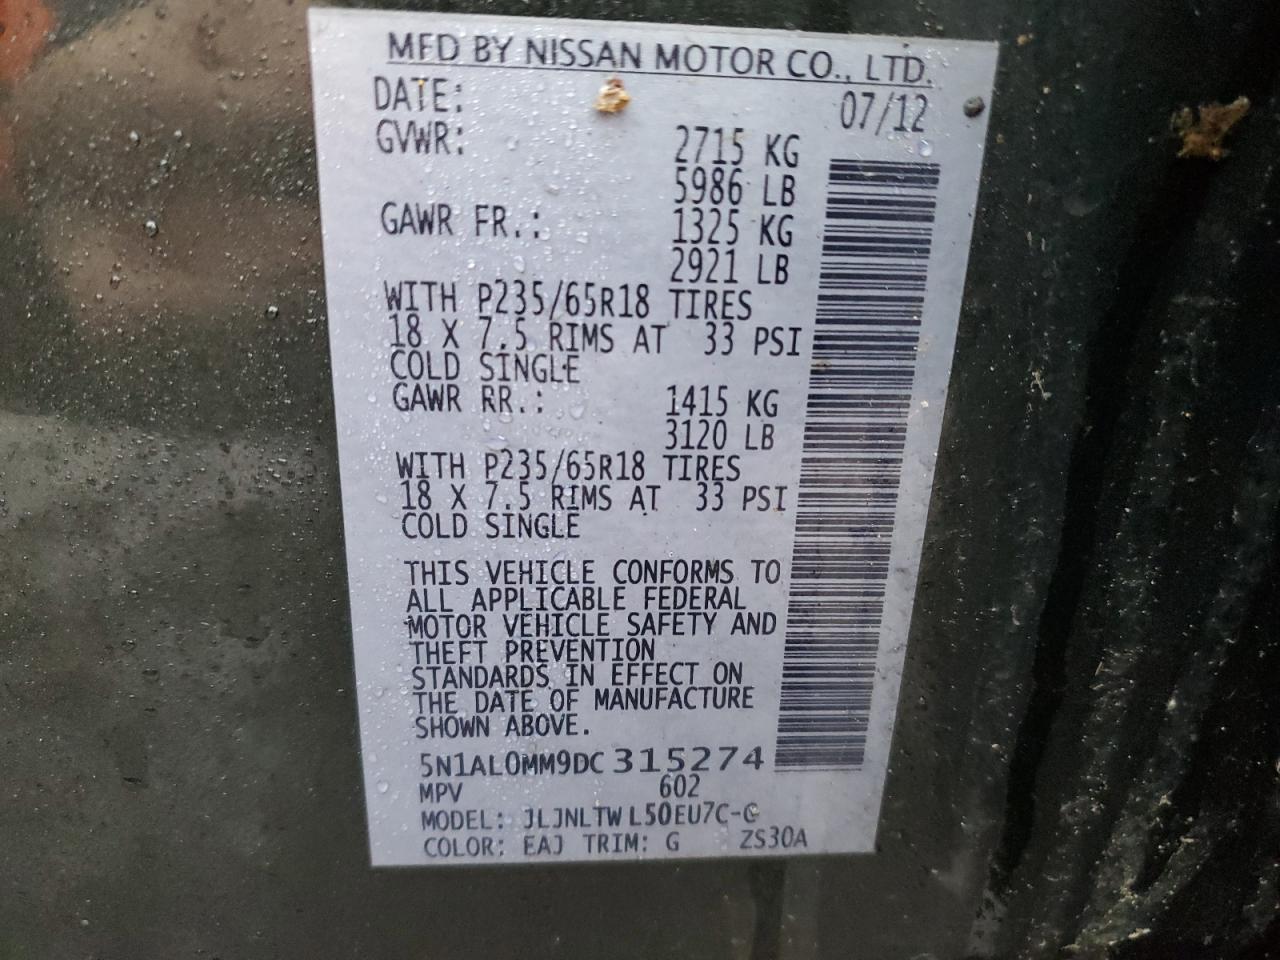 MFD BY NISSAN MOTOR CO., LTD.
DATE: 07/12
GVWR: 2715 KG
5986 LB
GAWR FR.: 1325 KG
2921 LB
WITH P235/65R18 TIRES
18 X 7.5 RIMS AT 33 PSI
COLD SINGLE
GAWR RR.: 1415 KG
3120 LB
WITH P235/65R18 TIRES
18 X 7.5 RIMS AT 33 PSI
COLD SINGLE
THIS VEHICLE CONFORMS TO
ALL APPLICABLE FEDERAL
MOTOR VEHICLE SAFETY AND
THEFT PREVENTION
STANDARDS IN EFFECT ON
THE DATE OF MANUFACTURE
SHOWN ABOVE.
5N1AL0MM9DC315274
MPV 602
MODEL: JLJNLTWL50EU7C-C
COLOR: EAJ TRIM: G ZS30A